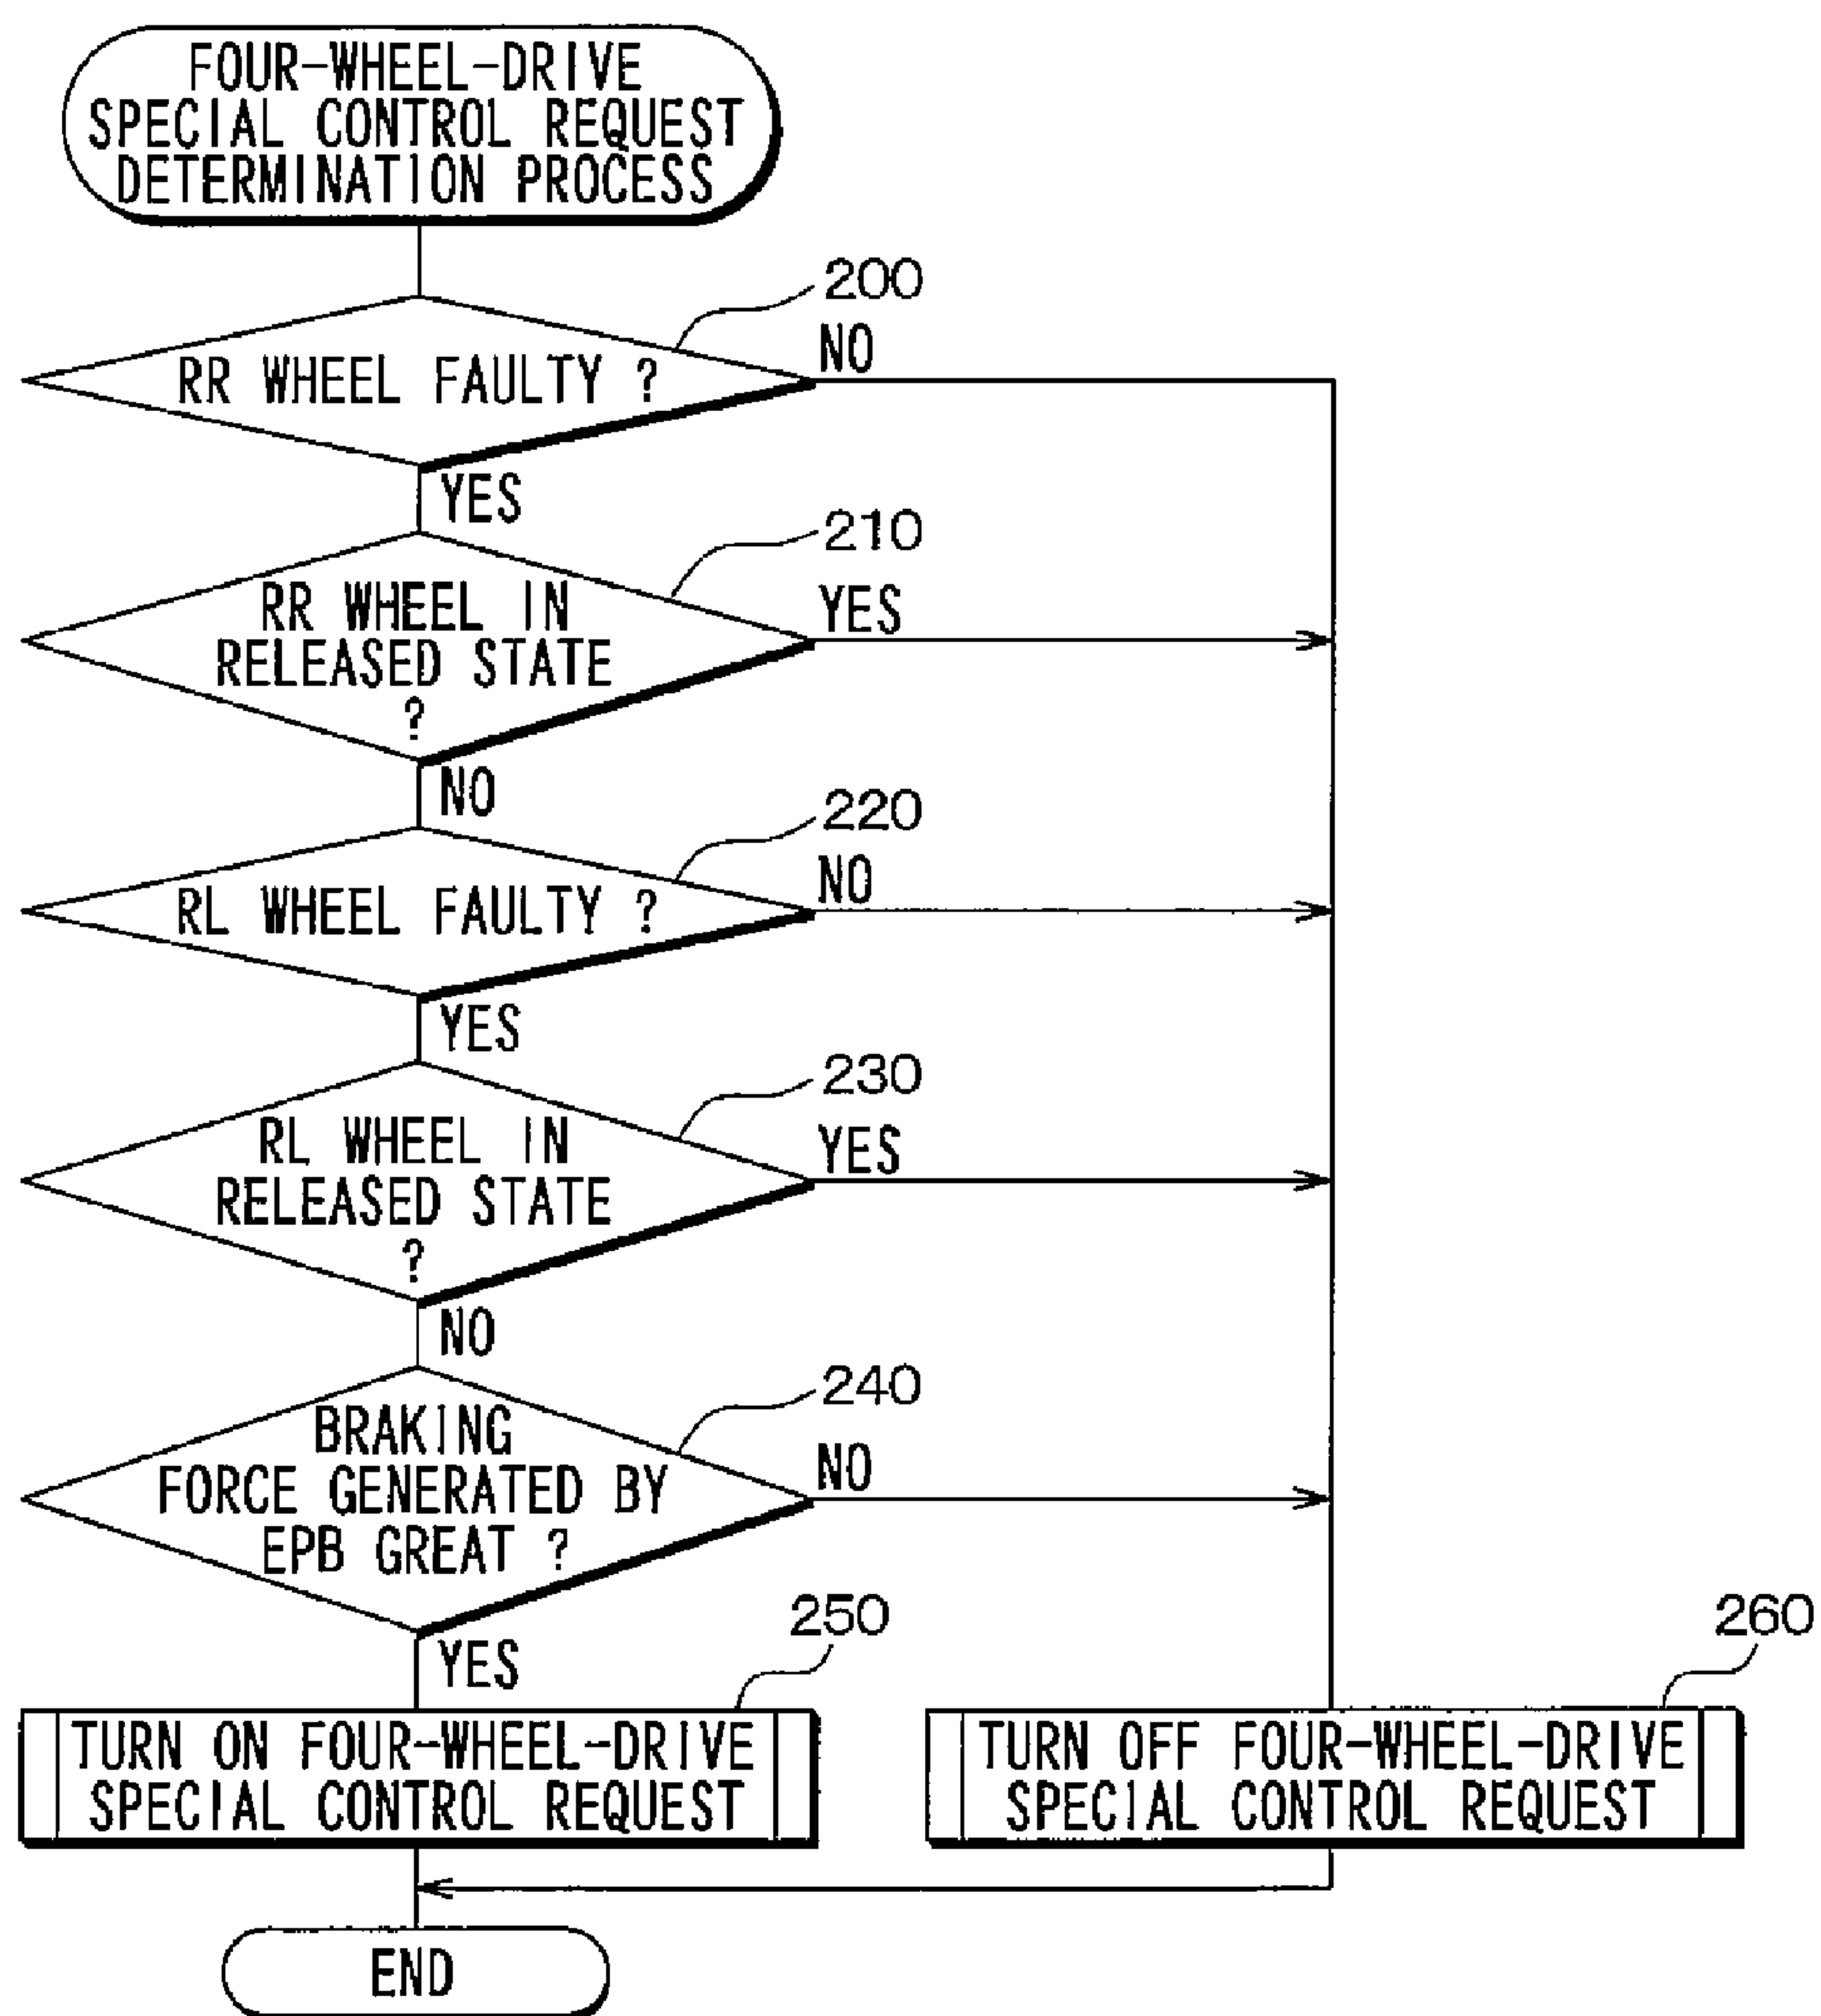 FOUR-WHEEL-DRIVE
SPECIAL CONTROL REQUEST
DETERMINATION PROCESS
200
RR WHEEL FAULTY ?
NO
YES
210
RR WHEEL IN
RELEASED STATE
?
YES
NO
220
RL WHEEL FAULTY ?
NO
YES
230
RL WHEEL IN
RELEASED STATE
?
YES
NO
240
BRAKING
FORCE GENERATED BY
EPB GREAT ?
NO
YES
250
TURN ON FOUR-WHEEL-DRIVE
SPECIAL CONTROL REQUEST
260
TURN OFF FOUR-WHEEL-DRIVE
SPECIAL CONTROL REQUEST
END